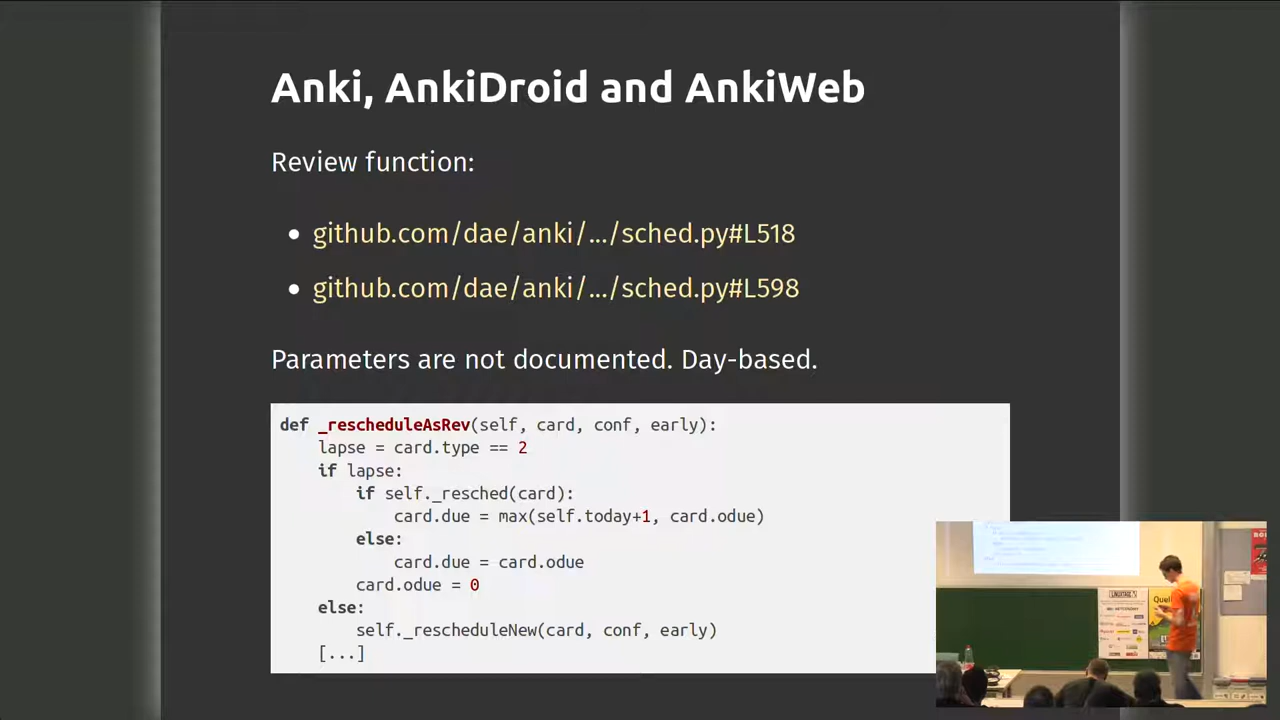 Anki, AnkiDroid and AnkiWeb
Review function:
github.com/dae/anki/.../sched.py#L518
github.com/dae/anki/.../sched.py#L598
Parameters are not documented. Day-based.
def _rescheduleAsRev(self, card, conf, early):
lapse = card.type == 2
if lapse:
if self._resched(card):
card.due = max(self.today+1, card.odue)
else:
card.due = card.odue
card.odue = 0
else:
self._rescheduleNew(card, conf, early)
[...]
LINUXTAG